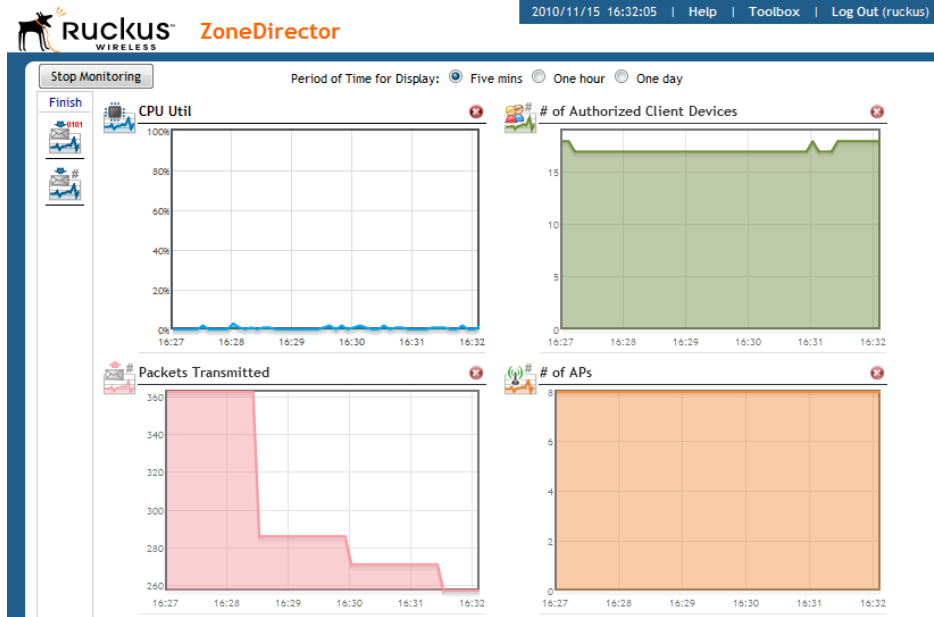 2010/11/15 16:32:05 | Help | Toolbox | Log Out (ruckus)
RUCKUS™
WIRELESS
ZoneDirector
Stop Monitoring
Period of Time for Display: Five mins One hour One day
Finish
0101
#
CPU Util
100%
80%
60%
40%
20%
0%
16:27 16:28 16:29 16:30 16:31 16:32
#
# of Authorized Client Devices
15
10
5
0
16:27 16:28 16:29 16:30 16:31 16:32
#
Packets Transmitted
360
340
320
300
280
260
16:27 16:28 16:29 16:30 16:31 16:32
#
# of APs
8
6
4
2
0
16:27 16:28 16:29 16:30 16:31 16:32